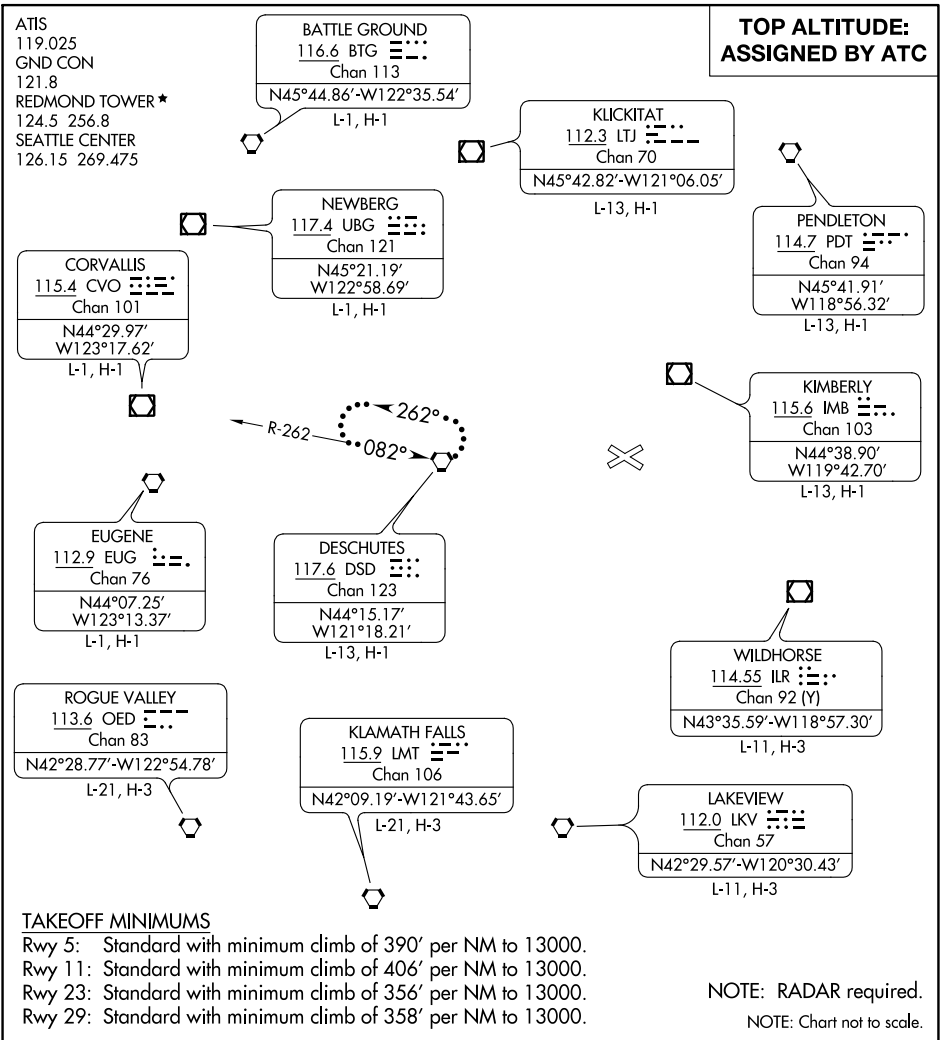 ATIS
119.025
GND CON
121.8
REDMOND TOWER★
124.5 256.8
SEATTLE CENTER
126.15 269.475
TOP ALTITUDE:
ASSIGNED BY ATC
BATTLE GROUND
116.6 BTG
Chan 113
N45°44.86′-W122°35.54′
L-1, H-1
KLICKITAT
112.3 LTJ
Chan 70
N45°42.82′-W121°06.05′
L-13, H-1
NEWBERG
117.4 UBG
Chan 121
N45°21.19′
W122°58.69′
L-1, H-1
PENDLETON
114.7 PDT
Chan 94
N45°41.91′
W118°56.32′
L-13, H-1
CORVALLIS
115.4 CVO
Chan 101
N44°29.97′
W123°17.62′
L-1, H-1
KIMBERLY
115.6 IMB
Chan 103
N44°38.90′
W119°42.70′
L-13, H-1
R-262
262°
082°
EUGENE
112.9 EUG
Chan 76
N44°07.25′
W123°13.37′
L-1, H-1
DESCHUTES
117.6 DSD
Chan 123
N44°15.17′
W121°18.21′
L-13, H-1
WILDHORSE
114.55 ILR
Chan 92 (Y)
N43°35.59′-W118°57.30′
L-11, H-3
ROGUE VALLEY
113.6 OED
Chan 83
N42°28.77′-W122°54.78′
L-21, H-3
KLAMATH FALLS
115.9 LMT
Chan 106
N42°09.19′-W121°43.65′
L-21, H-3
LAKEVIEW
112.0 LKV
Chan 57
N42°29.57′-W120°30.43′
L-11, H-3
TAKEOFF MINIMUMS
Rwy 5: Standard with minimum climb of 390′ per NM to 13000.
Rwy 11: Standard with minimum climb of 406′ per NM to 13000.
Rwy 23: Standard with minimum climb of 356′ per NM to 13000.
Rwy 29: Standard with minimum climb of 358′ per NM to 13000.
NOTE: RADAR required.
NOTE: Chart not to scale.